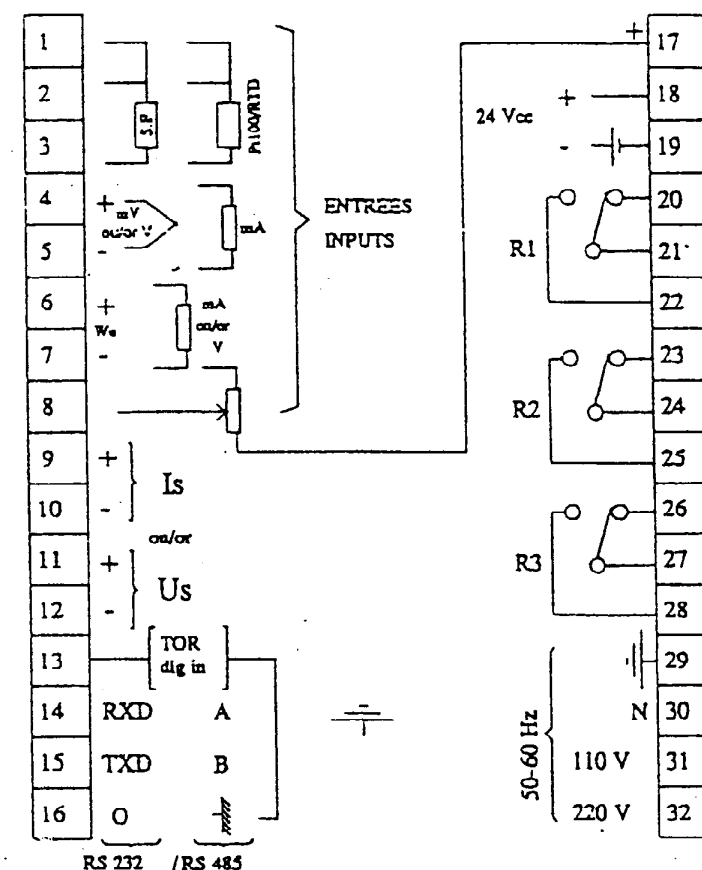 1
2
3
4
5
6
7
8
9
10
11
12
13
14
15
16
S.P
Pt100/RTD
+ mV
ou/or V
-
mA
+
We
-
mA
ou/or
V
ENTREES
INPUTS
+
-
Is
ou/or
+
-
Us
TOR
dig in
RXD A
TXD B
O
RS 232 / RS 485
+
24 Vcc
+
-
R1
R2
R3
50-60 Hz
N
110 V
220 V
17
18
19
20
21
22
23
24
25
26
27
28
29
30
31
32